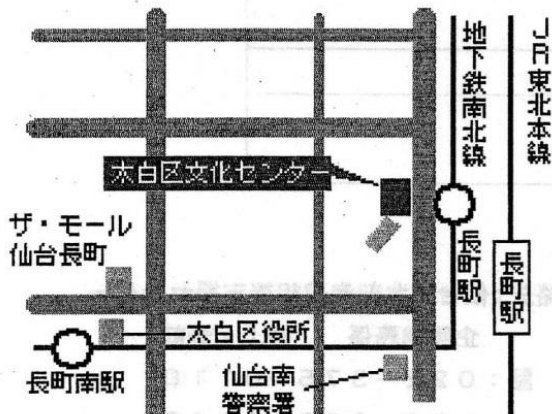 地下鉄南北線
JR東北本線
太白区文化センター
ザ・モール
仙台長町
長町駅
長町駅
太白区役所
長町南駅
仙台南
警察署